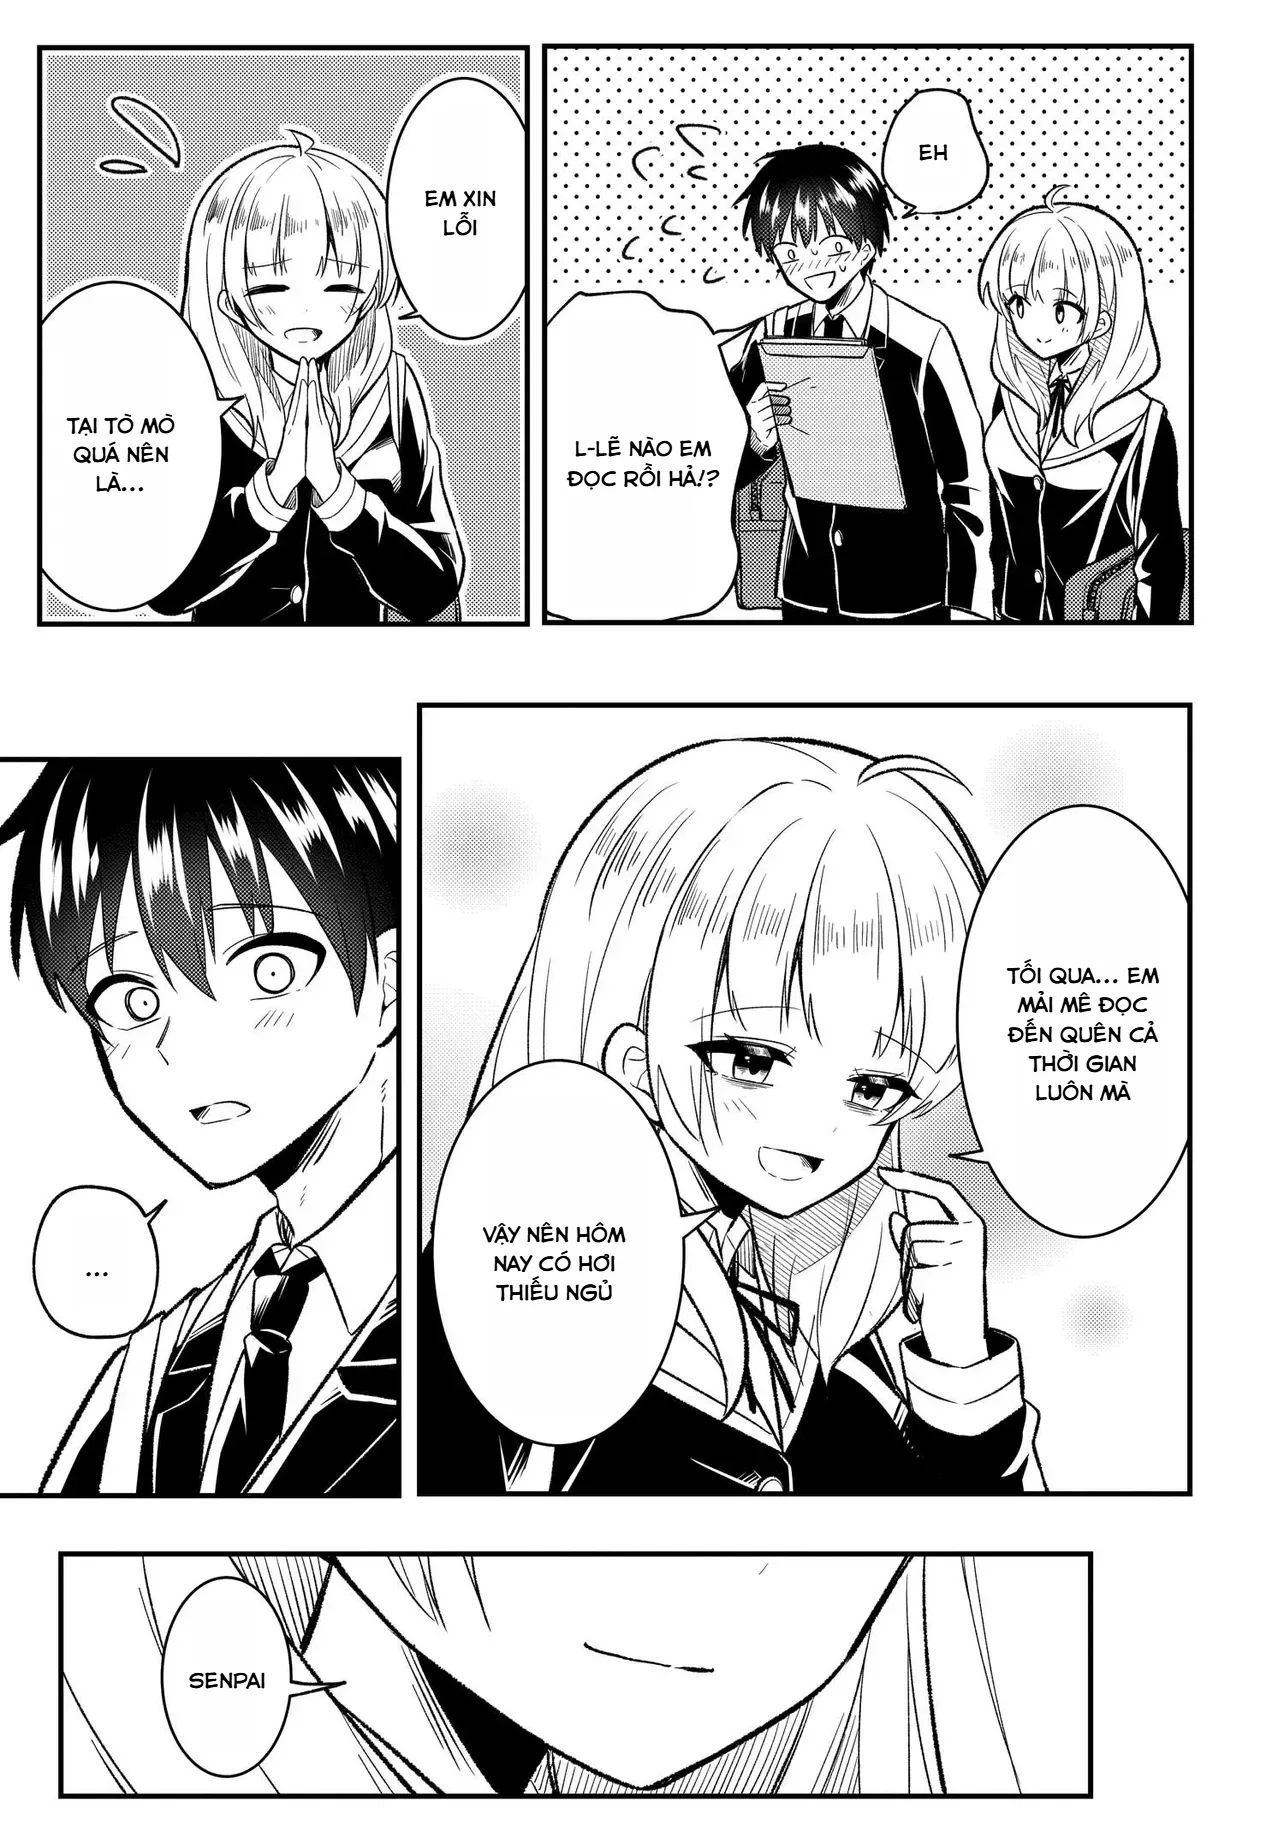 EH
L-LẼ NÀO EM
ĐỌC RỒI HẢ!?
EM XIN
LỖI
TẠI TÒ MÒ
QUÁ NÊN
LÀ...
TỐI QUA... EM
MẢI MÊ ĐỌC
ĐẾN QUÊN CẢ
THỜI GIAN
LUÔN MÀ
VẬY NÊN HÔM
NAY CÓ HƠI
THIẾU NGỦ
...
SENPAI